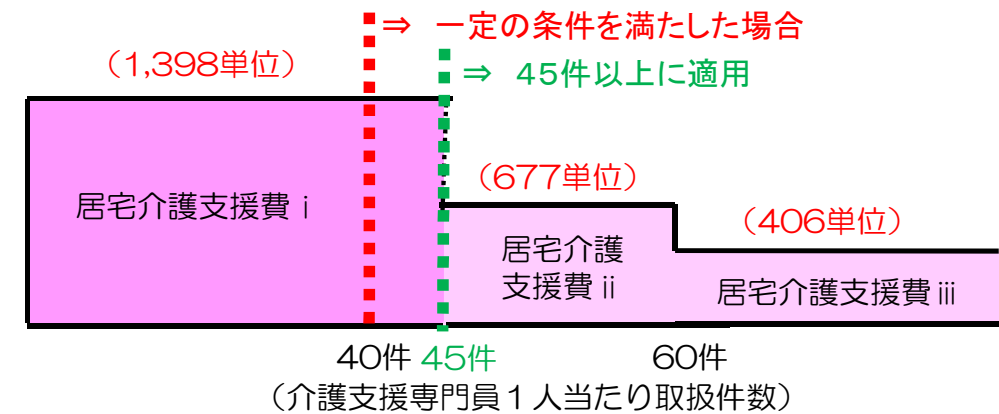 ⇒ 一定の条件を満たした場合
（1,398単位）
⇒ 45件以上に適用
（677単位）
居宅介護支援費ⅰ
（406単位）
居宅介護
支援費ⅱ
居宅介護支援費ⅲ
40件 45件 60件
（介護支援専門員１人当たり取扱件数）